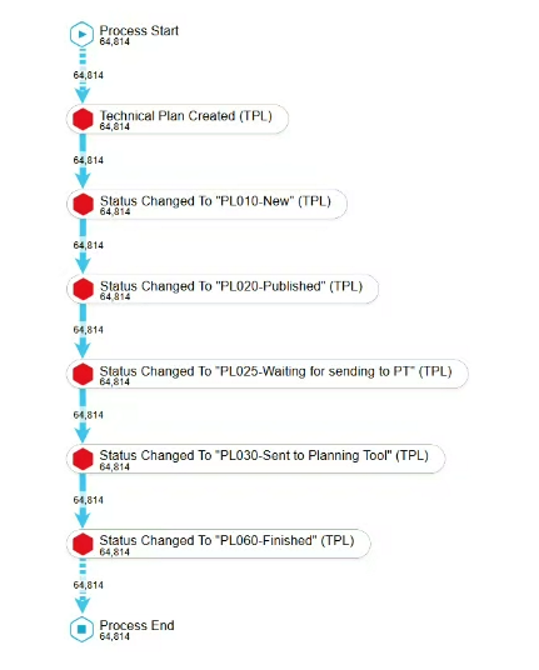 Process Start
64,814
64,814
Technical Plan Created (TPL)
64,814
64,814
Status Changed To "PL010-New" (TPL)
64,814
64,814
Status Changed To "PL020-Published" (TPL)
64,814
64,814
Status Changed To "PL025-Waiting for sending to PT" (TPL)
64,814
64,814
Status Changed To "PL030-Sent to Planning Tool" (TPL)
64,814
64,814
Status Changed To "PL060-Finished" (TPL)
64,814
64,814
Process End
64,814